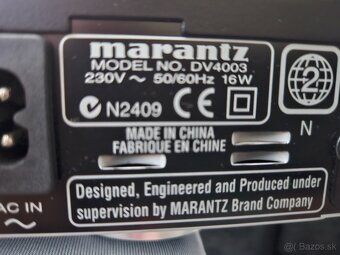 marantz
MODEL NO. DV4003
230V ~ 50/60Hz 16W
N2409 CE
2
MADE IN CHINA
FABRIQUE EN CHINE
N
Designed, Engineered and Produced under
supervision by MARANTZ Brand Company
AC IN
~
bazos.sk